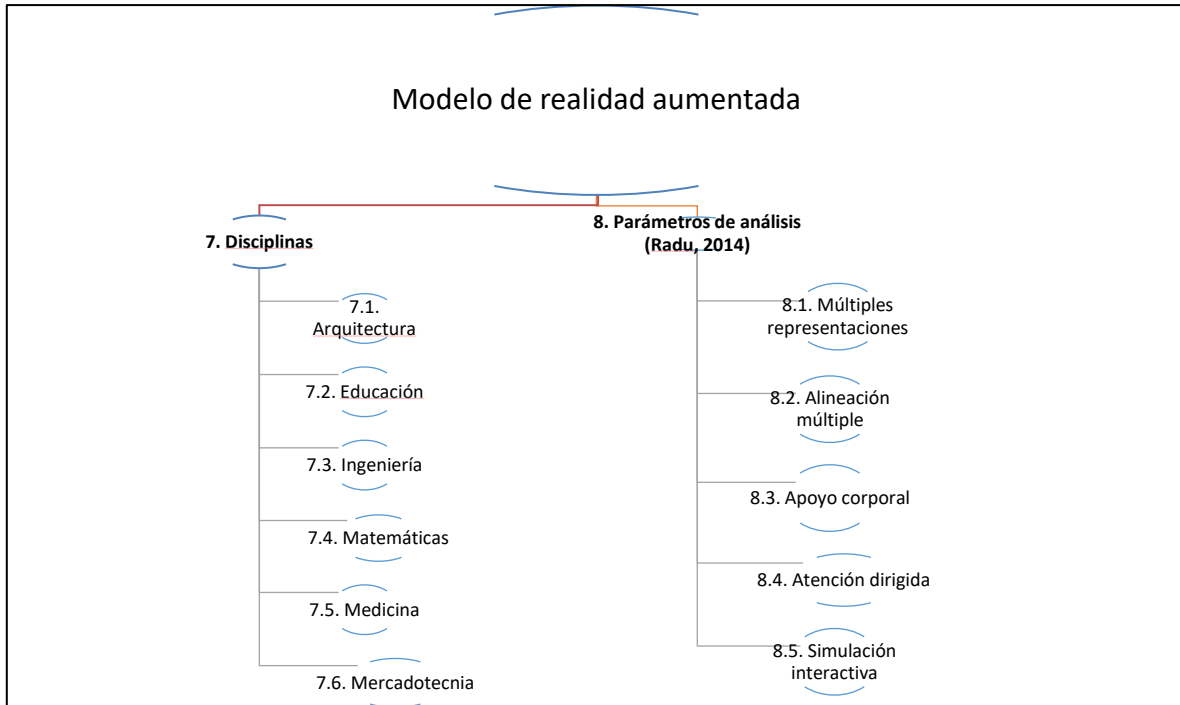 Modelo de realidad aumentada
7. Disciplinas
7.1.
Arquitectura
7.2. Educación
7.3. Ingeniería
7.4. Matemáticas
7.5. Medicina
7.6. Mercadotecnia
8. Parámetros de análisis
(Radu, 2014)
8.1. Múltiples
representaciones
8.2. Alineación
múltiple
8.3. Apoyo corporal
8.4. Atención dirigida
8.5. Simulación
interactiva